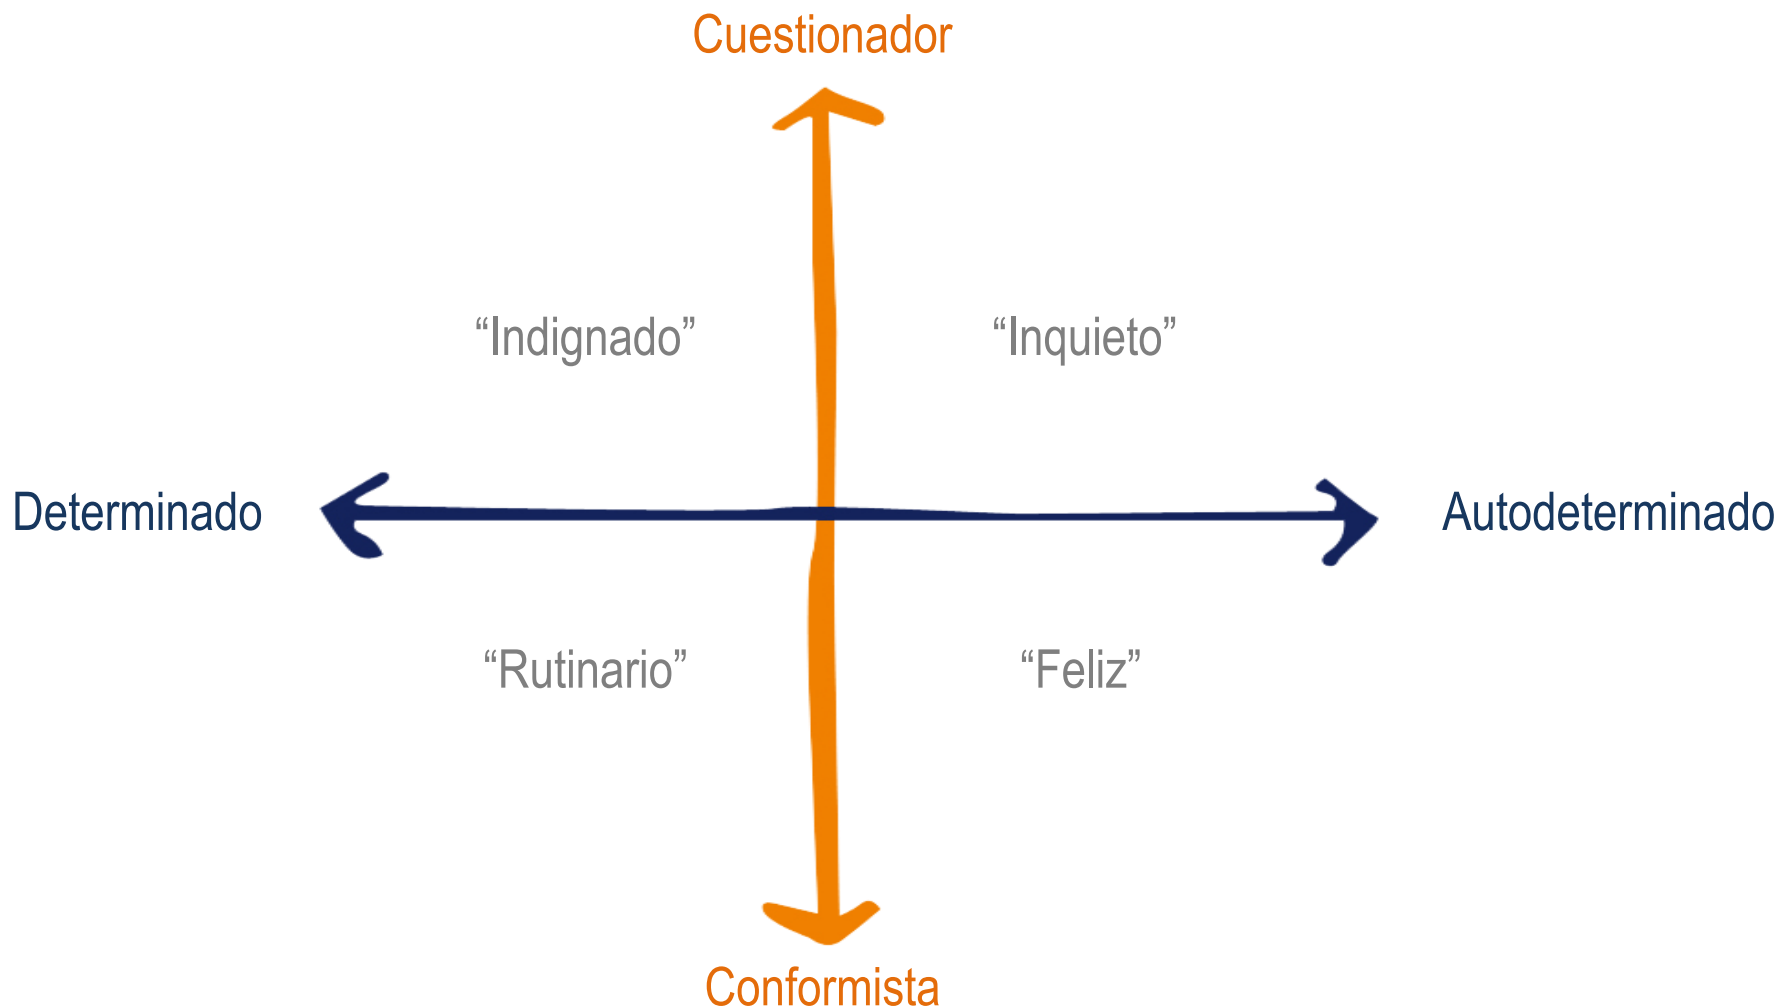 Cuestionador
“Indignado” “Inquieto”
Determinado Autodeterminado
“Rutinario” “Feliz”
Conformista